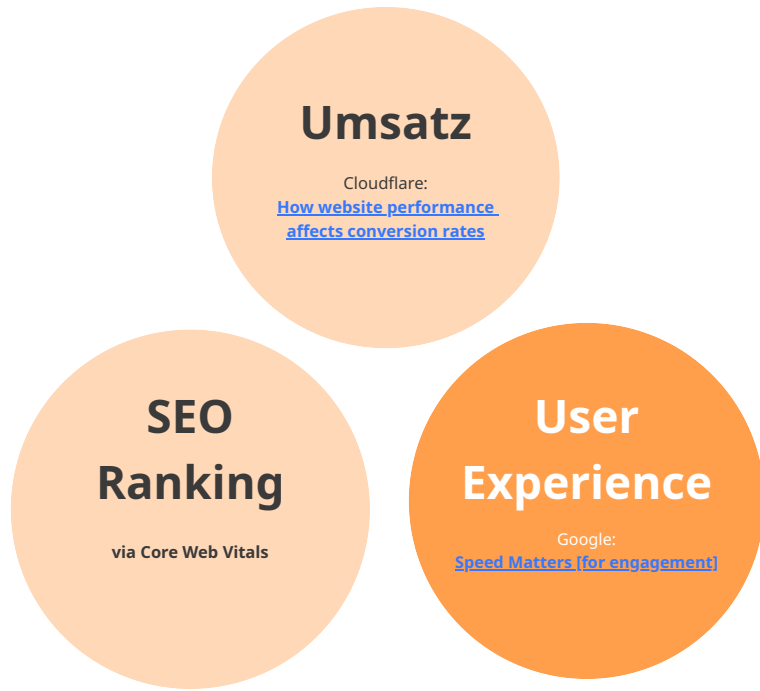 Umsatz
Cloudflare:
How website performance
affects conversion rates
SEO
Ranking
via Core Web Vitals
User
Experience
Google:
Speed Matters [for engagement]